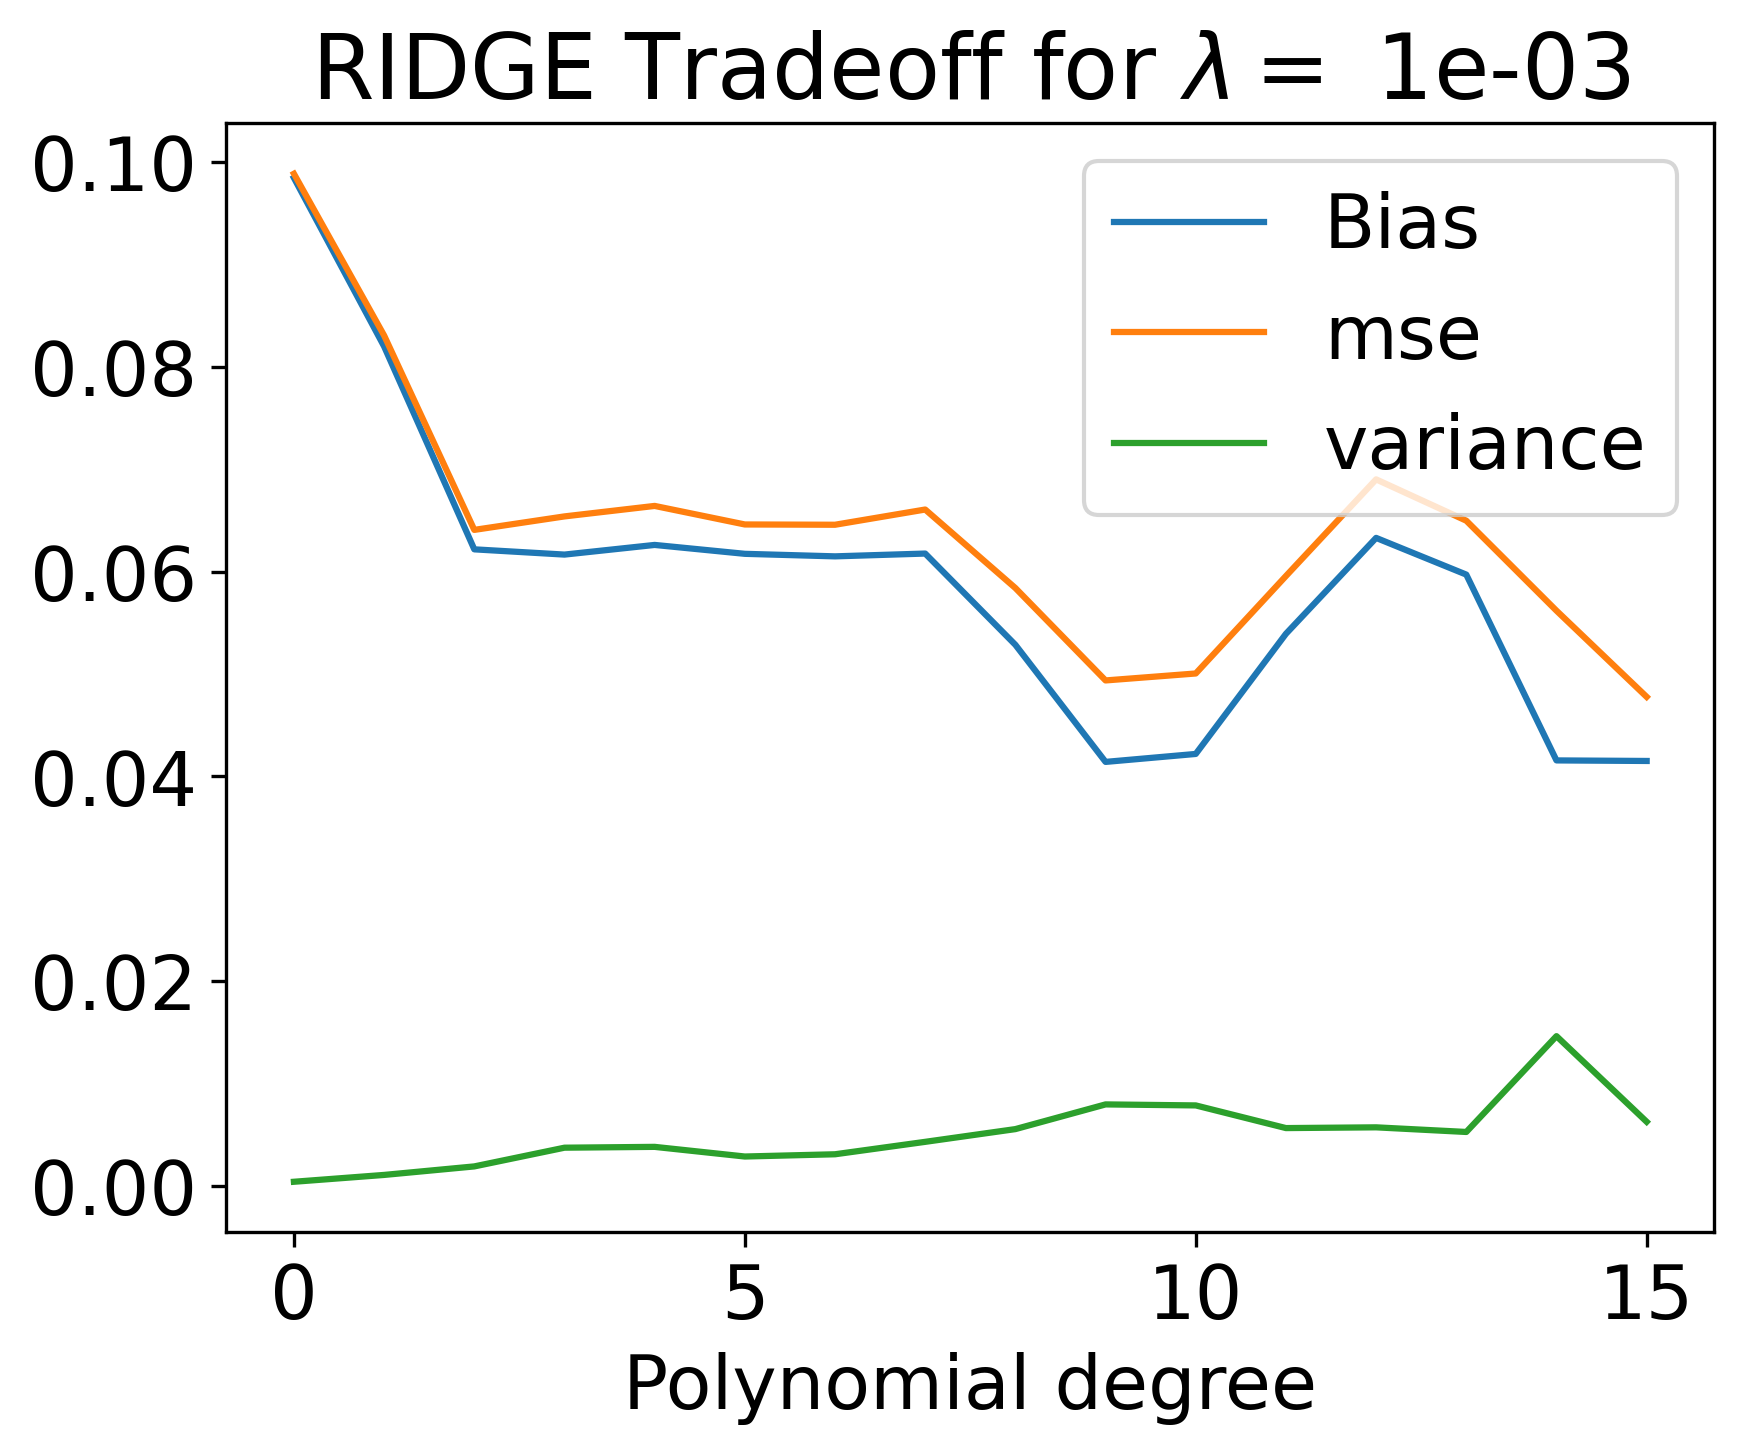 RIDGE Tradeoff for λ = 1e-03
0.10
0.08
0.06
0.04
0.02
0.00
Bias
mse
variance
0 5 10 15
Polynomial degree